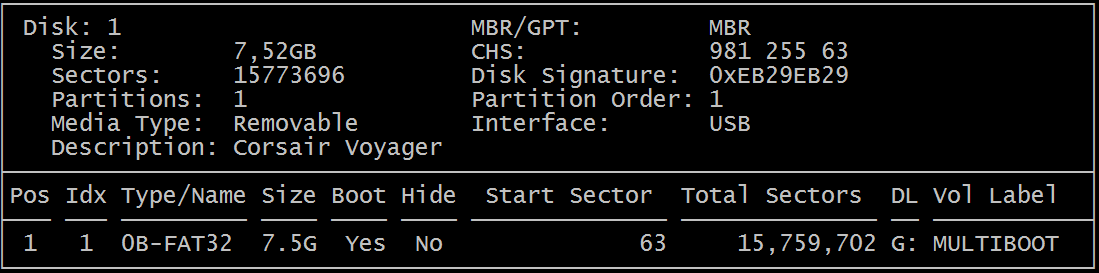 Disk: 1 MBR/GPT: MBR
Size: 7,52GB CHS: 981 255 63
Sectors: 15773696 Disk Signature: 0xEB29EB29
Partitions: 1 Partition Order: 1
Media Type: Removable Interface: USB
Description: Corsair Voyager
Pos Idx Type/Name Size Boot Hide Start Sector Total Sectors DL Vol Label
1 1 0B-FAT32 7.5G Yes No 63 15,759,702 G: MULTIBOOT